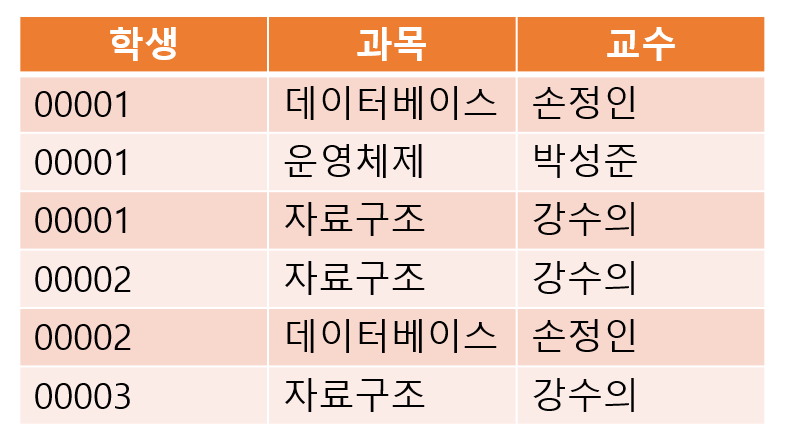 학생 과목 교수
00001 데이터베이스 손정인
00001 운영체제 박성준
00001 자료구조 강수의
00002 자료구조 강수의
00002 데이터베이스 손정인
00003 자료구조 강수의